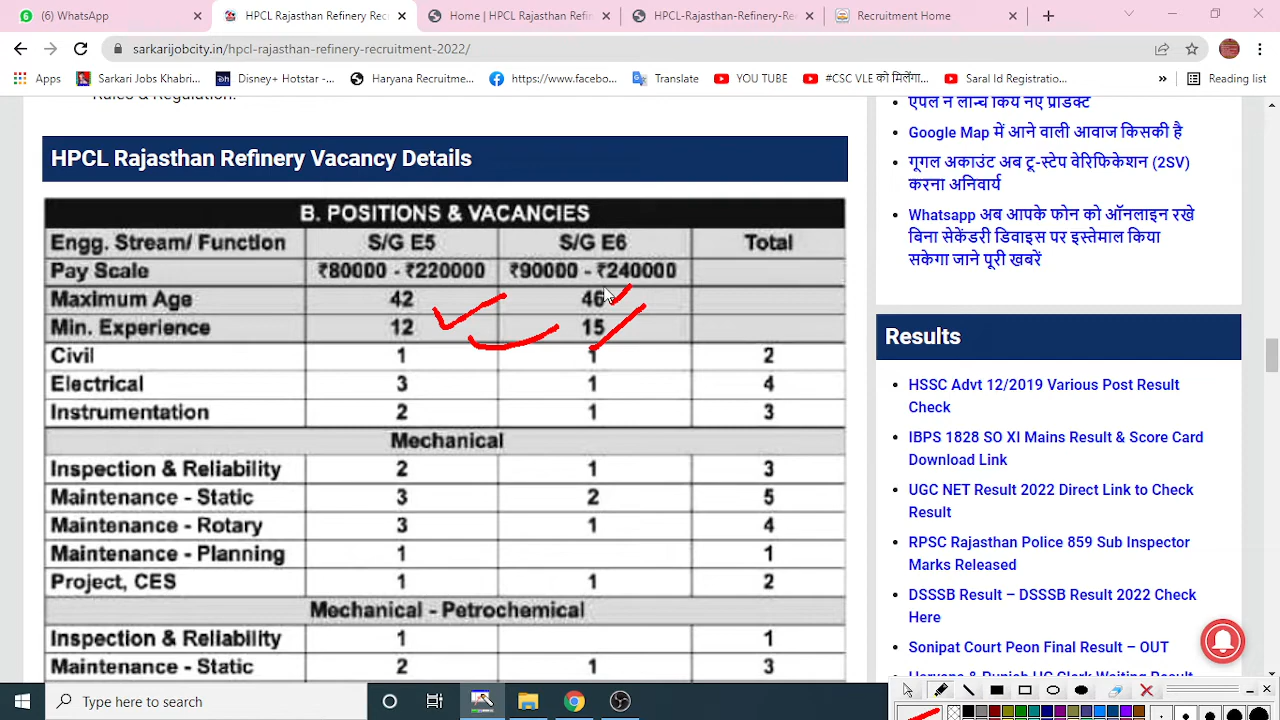 (6) WhatsApp
HPCL Rajasthan Refinery Rec
Home | HPCL Rajasthan Refinery L
HPCL-Rajasthan-Refinery-Re
Recruitment Home
sarkarijobcity.in/hpcl-rajasthan-refinery-recruitment-2022/
Apps
Sarkari Jobs Khabri...
Disney+ Hotstar -...
Haryana Recruitme...
https://www.facebo...
Translate
YOU TUBE
#CSC VLE को मिलेंगा...
Saral Id Registratio...
»
Reading list
Rules & Regulation.
HPCL Rajasthan Refinery Vacancy Details
B. POSITIONS & VACANCIES
Engg. Stream/ Function S/G E5 S/G E6 Total
Pay Scale ₹80000 - ₹220000 ₹90000 - ₹240000
Maximum Age 42 46
Min. Experience 12 15
Civil 1 1 2
Electrical 3 1 4
Instrumentation 2 1 3
Mechanical
Inspection & Reliability 2 1 3
Maintenance - Static 3 2 5
Maintenance - Rotary 3 1 4
Maintenance - Planning 1 1
Project, CES 1 1 2
Mechanical - Petrochemical
Inspection & Reliability 1 1
Maintenance - Static 2 1 3
एपल ने लॉन्च किये नए प्रोडक्ट
Google Map में आने वाली आवाज किसकी है
गूगल अकाउंट अब टू-स्टेप वेरिफिकेशन (2SV)
करना अनिवार्य
Whatsapp अब आपके फोन को ऑनलाइन रखे
बिना सेकेंडरी डिवाइस पर इस्तेमाल किया
सकेगा जाने पूरी खबरें
Results
HSSC Advt 12/2019 Various Post Result
Check
IBPS 1828 SO XI Mains Result & Score Card
Download Link
UGC NET Result 2022 Direct Link to Check
Result
RPSC Rajasthan Police 859 Sub Inspector
Marks Released
DSSSB Result – DSSSB Result 2022 Check
Here
Sonipat Court Peon Final Result – OUT
Haryana & Punjab HC Clerk Waiting Result
Type here to search